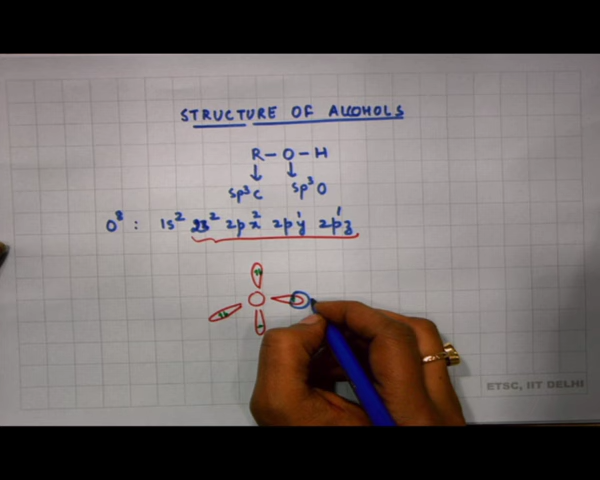 STRUCTURE OF ALCOHOLS
R-O-H
sp³C sp³O
O⁸ : 1s² 2s² 2px² 2py¹ 2pz¹
ETSC, IIT DELHI